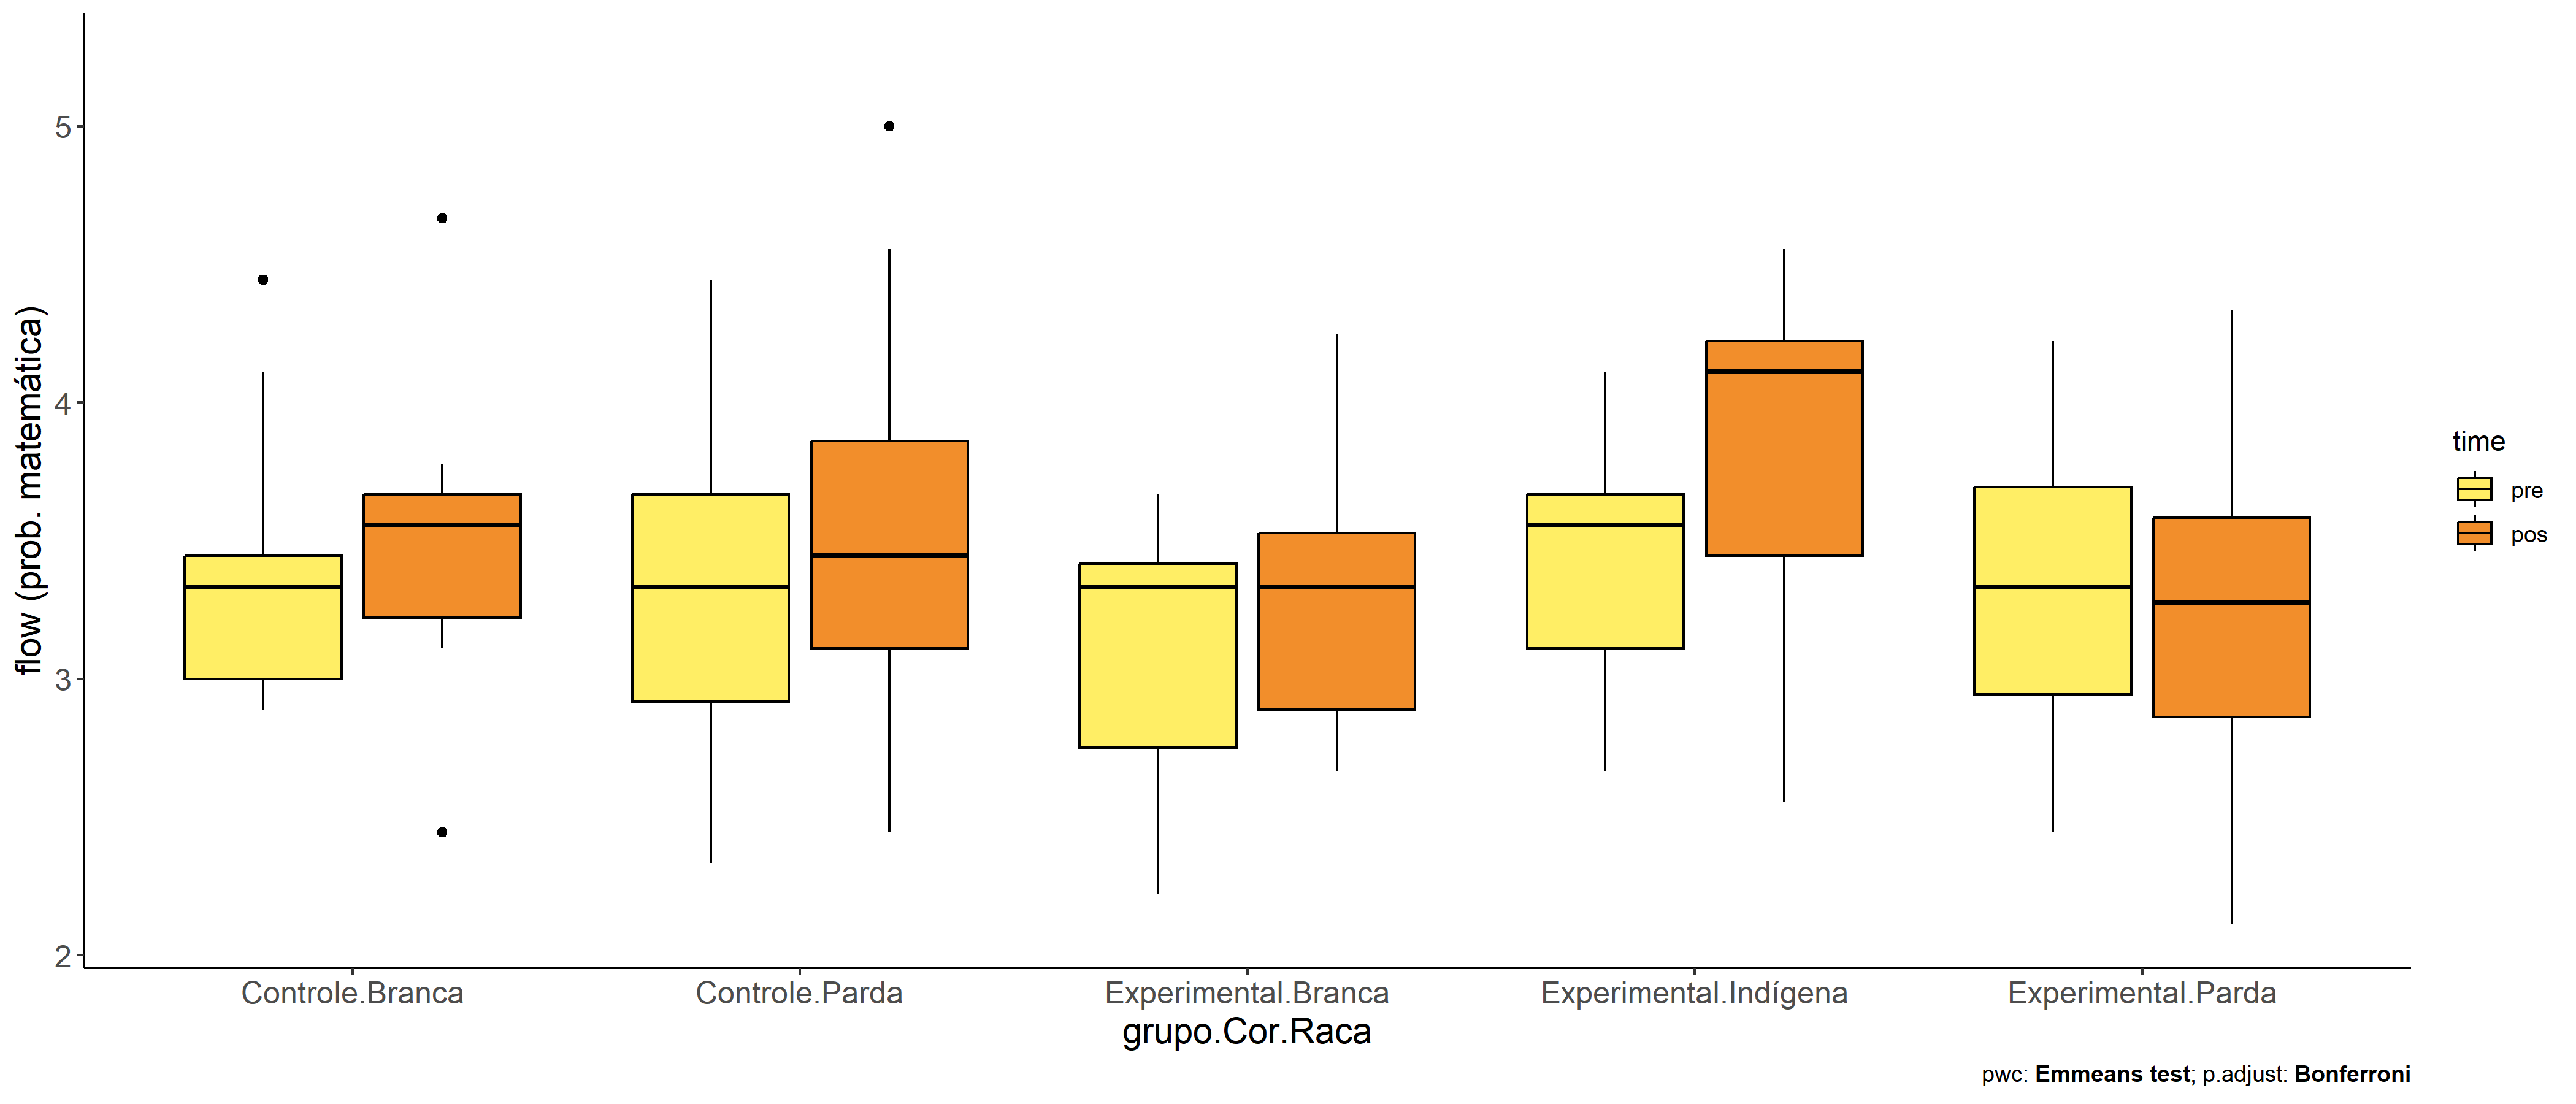 flow (prob. matemática)
5
4
3
2
Controle.Branca
Controle.Parda
Experimental.Branca
Experimental.Indígena
Experimental.Parda
grupo.Cor.Raca
time
pre
pos
pwc: Emmeans test; p.adjust: Bonferroni